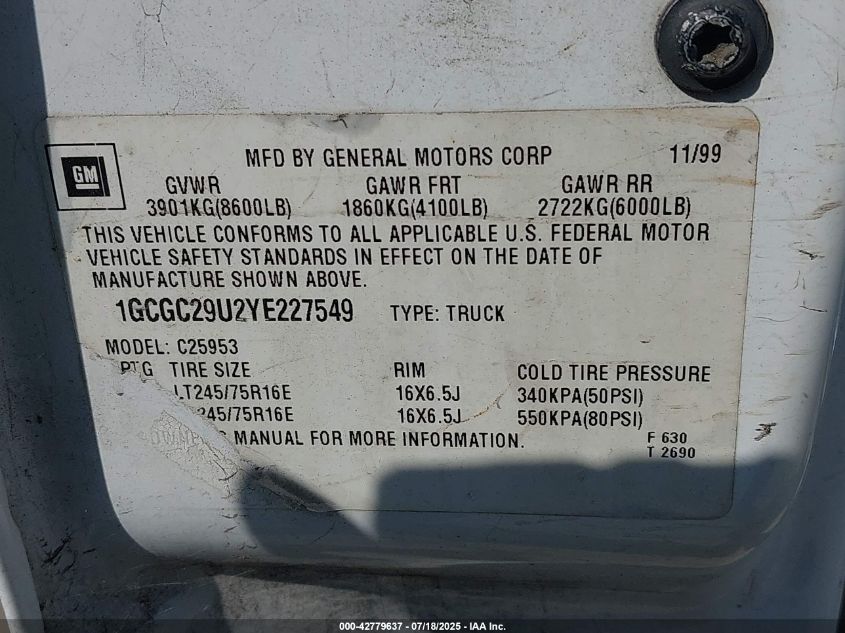 GM
MFD BY GENERAL MOTORS CORP 11/99
GVWR GAWR FRT GAWR RR
3901KG(8600LB) 1860KG(4100LB) 2722KG(6000LB)
THIS VEHICLE CONFORMS TO ALL APPLICABLE U.S. FEDERAL MOTOR
VEHICLE SAFETY STANDARDS IN EFFECT ON THE DATE OF
MANUFACTURE SHOWN ABOVE.
1GCGC29U2YE227549 TYPE: TRUCK
MODEL: C25953
TIRE SIZE RIM COLD TIRE PRESSURE
LT245/75R16E 16X6.5J 340KPA(50PSI)
245/75R16E 16X6.5J 550KPA(80PSI)
MANUAL FOR MORE INFORMATION.
F 630
T 2690
000-42779637 - 07/18/2025 - IAA Inc.